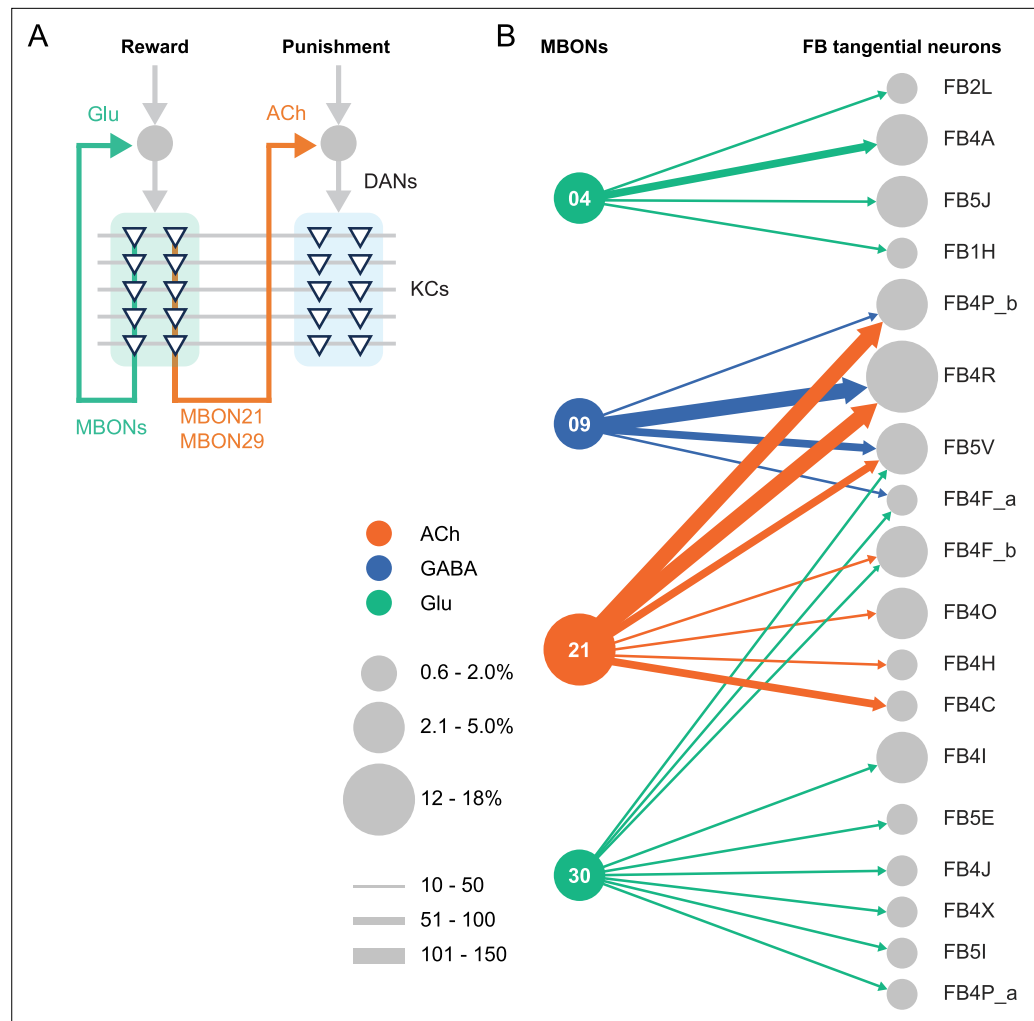 A
Reward
Punishment
Glu
ACh
DANs
KCs
MBONs
MBON21
MBON29
ACh
GABA
Glu
0.6 - 2.0%
2.1 - 5.0%
12 - 18%
10 - 50
51 - 100
101 - 150
B
MBONs
FB tangential neurons
04
09
21
30
FB2L
FB4A
FB5J
FB1H
FB4P_b
FB4R
FB5V
FB4F_a
FB4F_b
FB4O
FB4H
FB4C
FB4I
FB5E
FB4J
FB4X
FB5I
FB4P_a